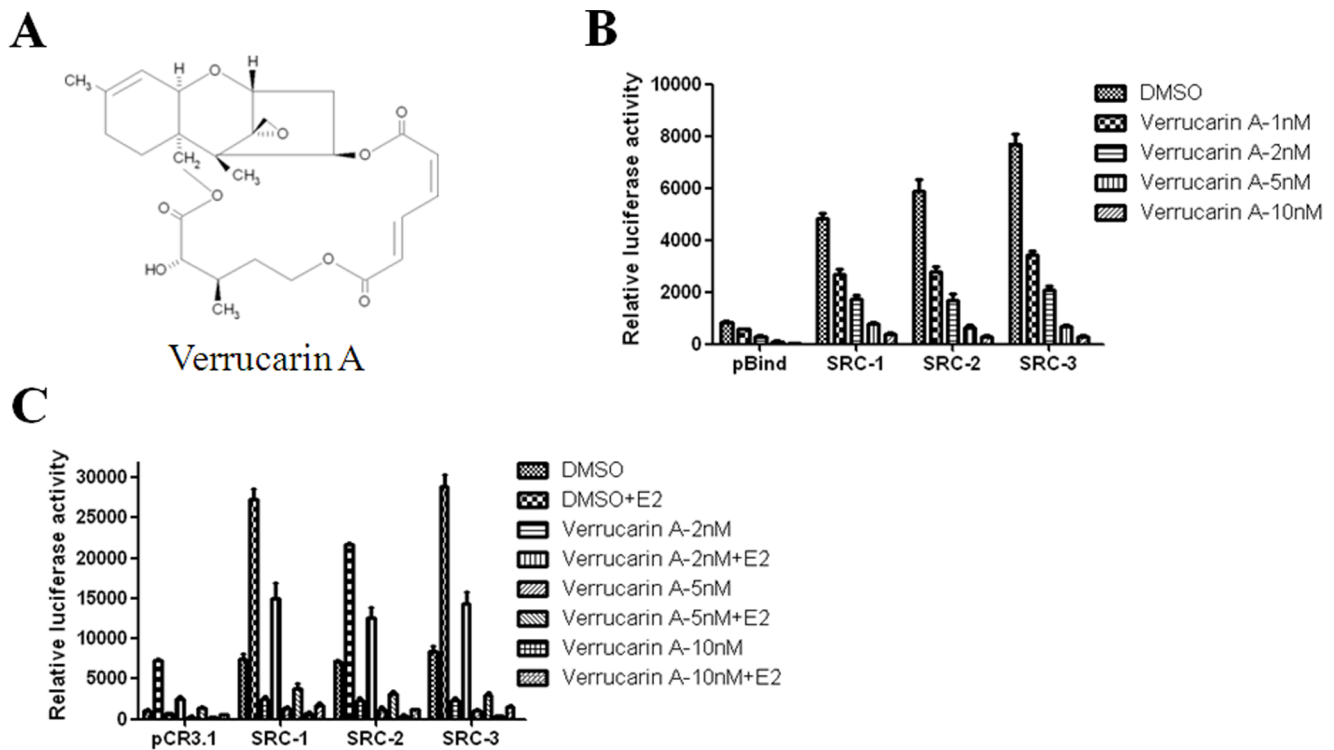 A
H
H
CH3
O
O
O
O
CH2
CH3
O
O
O
HO
O
CH3
O
Verrucarin A
B
Relative luciferase activity
10000
8000
6000
4000
2000
0
pBind
SRC-1
SRC-2
SRC-3
DMSO
Verrucarin A-1nM
Verrucarin A-2nM
Verrucarin A-5nM
Verrucarin A-10nM
C
Relative luciferase activity
30000
25000
20000
15000
10000
5000
0
pCR3.1
SRC-1
SRC-2
SRC-3
DMSO
DMSO+E2
Verrucarin A-2nM
Verrucarin A-2nM+E2
Verrucarin A-5nM
Verrucarin A-5nM+E2
Verrucarin A-10nM
Verrucarin A-10nM+E2